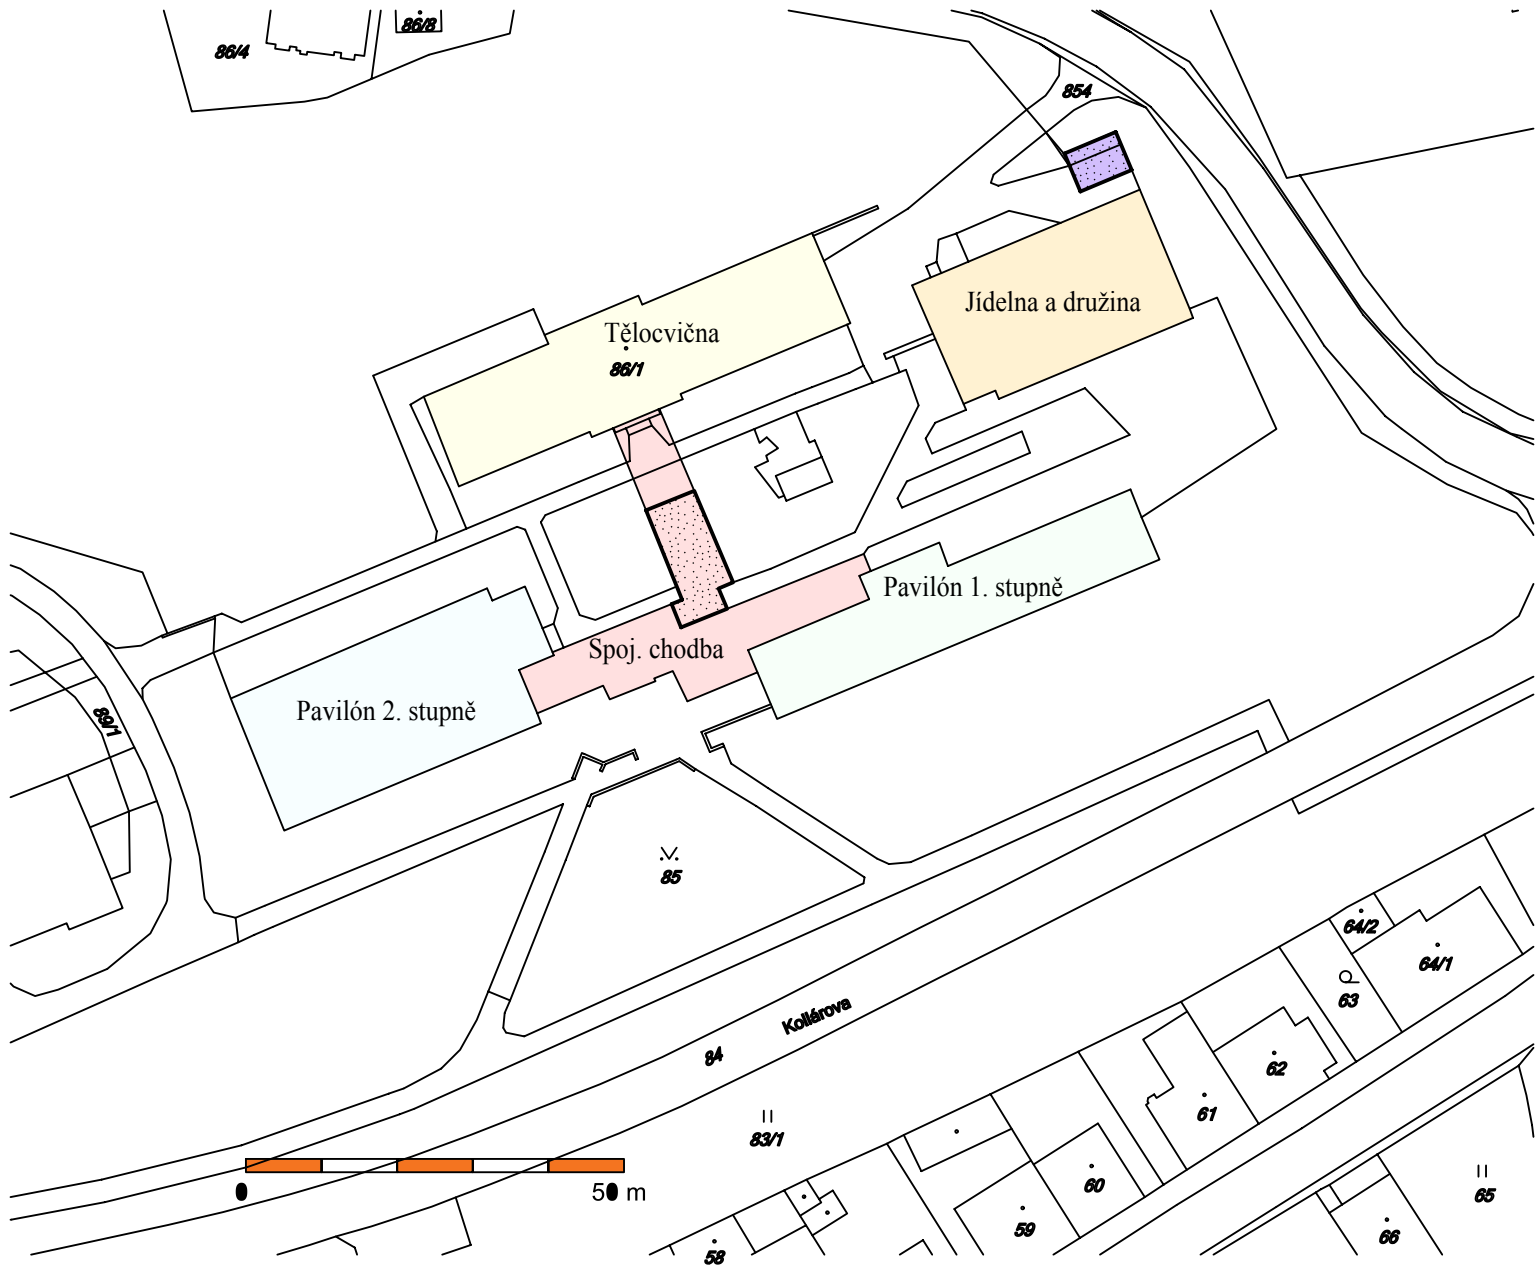 86/8
86/4
854
Jídelna a družina
Tělocvična
86/1
Pavilón 1. stupně
Spoj. chodba
Pavilón 2. stupně
89/1
85
64/2
64/1
63
Kollárova
84
62
61
83/1
60
65
0
50 m
59
66
58